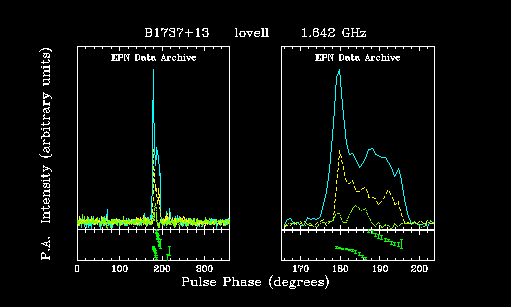 B1737+13 lovell 1.642 GHz
EPN Data Archive EPN Data Archive
P.A. Intensity (arbitrary units)
0 100 200 300 170 180 190 200
Pulse Phase (degrees)